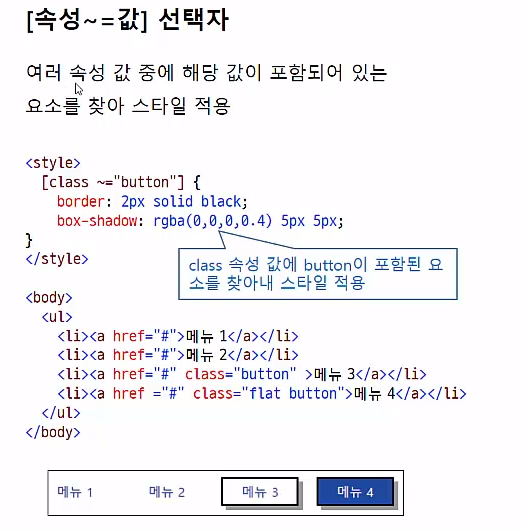 [속성~=값] 선택자
여러 속성 값 중에 해당 값이 포함되어 있는
요소를 찾아 스타일 적용
<style>
[class ~="button"] {
border: 2px solid black;
box-shadow: rgba(0,0,0,0.4) 5px 5px;
}
</style>
class 속성 값에 button이 포함된 요
소를 찾아내 스타일 적용
<body>
<ul>
<li><a href="#">메뉴 1</a></li>
<li><a href="#">메뉴 2</a></li>
<li><a href="#" class="button" >메뉴 3</a></li>
<li><a href ="#" class="flat button">메뉴 4</a></li>
</ul>
</body>
메뉴 1 메뉴 2 메뉴 3 메뉴 4